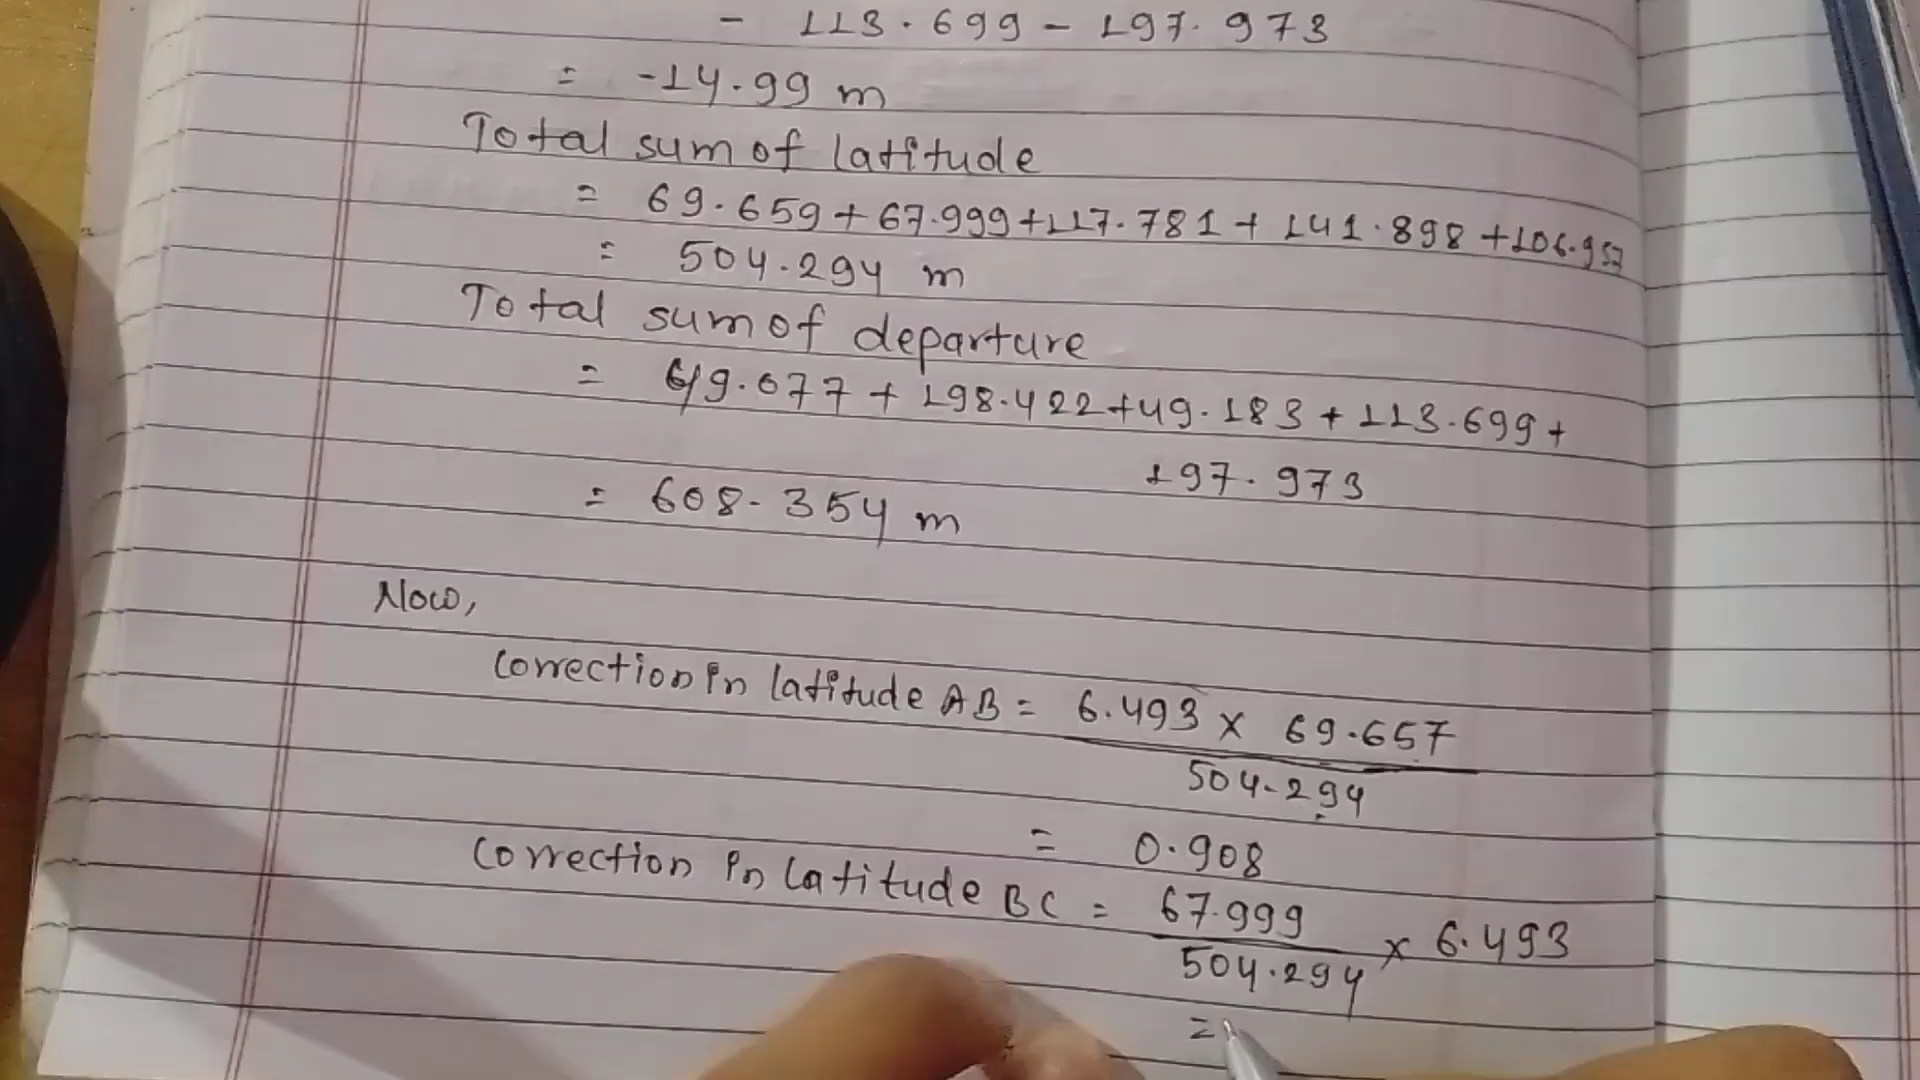 - 113.699 - 197.973
= -14.99 m
Total sum of latitude
= 69.659 + 67.999 + 117.781 + 141.898 + 106.957
= 504.294 m
Total sum of departure
= 49.077 + 198.422 + 49.183 + 113.699 +
197.973
= 608.354 m
Now,
Correction in latitude AB = 6.493 x 69.657
504.294
= 0.908
Correction in latitude BC = 67.999 x 6.493
504.294
=